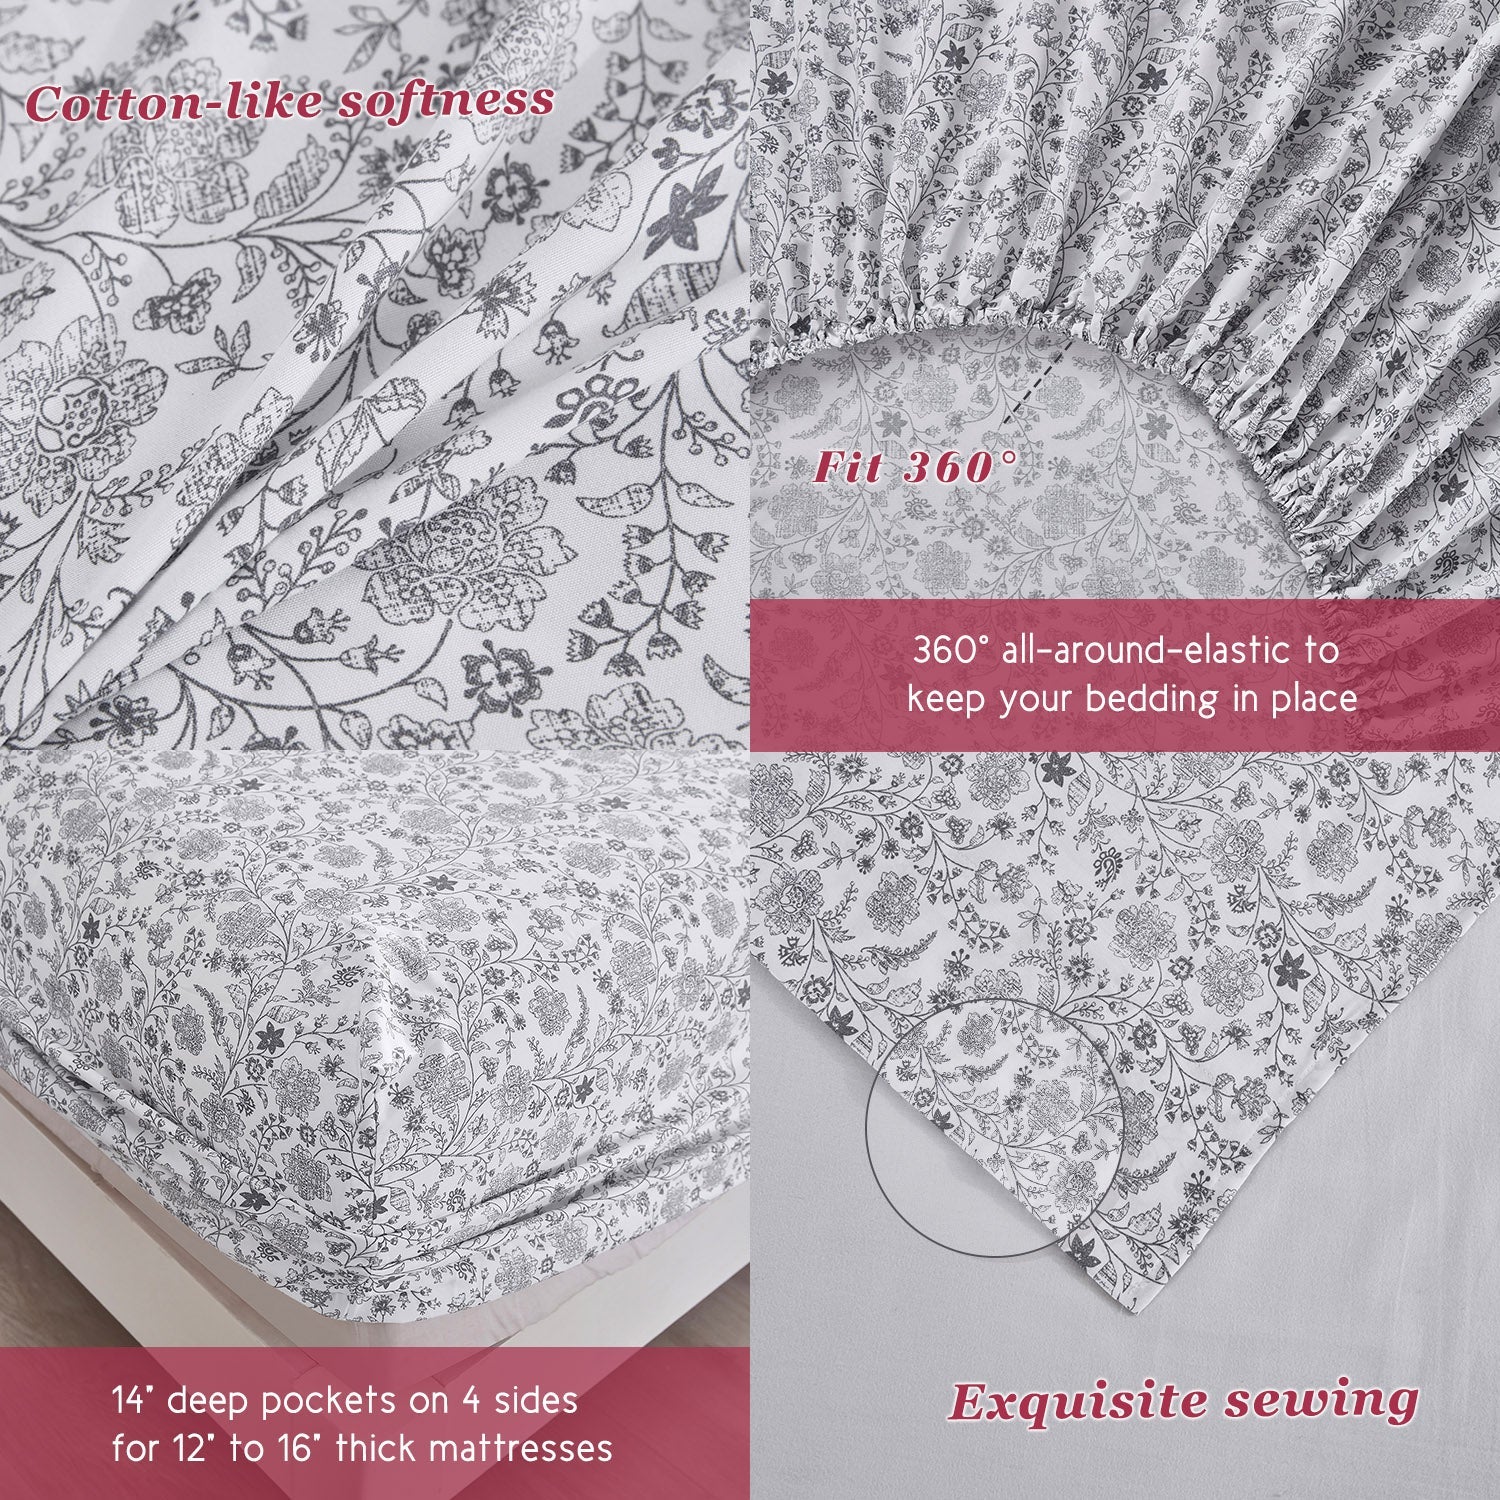 Cotton-like softness
Fit 360°
360° all-around-elastic to
keep your bedding in place
14" deep pockets on 4 sides
for 12" to 16" thick mattresses
Exquisite sewing